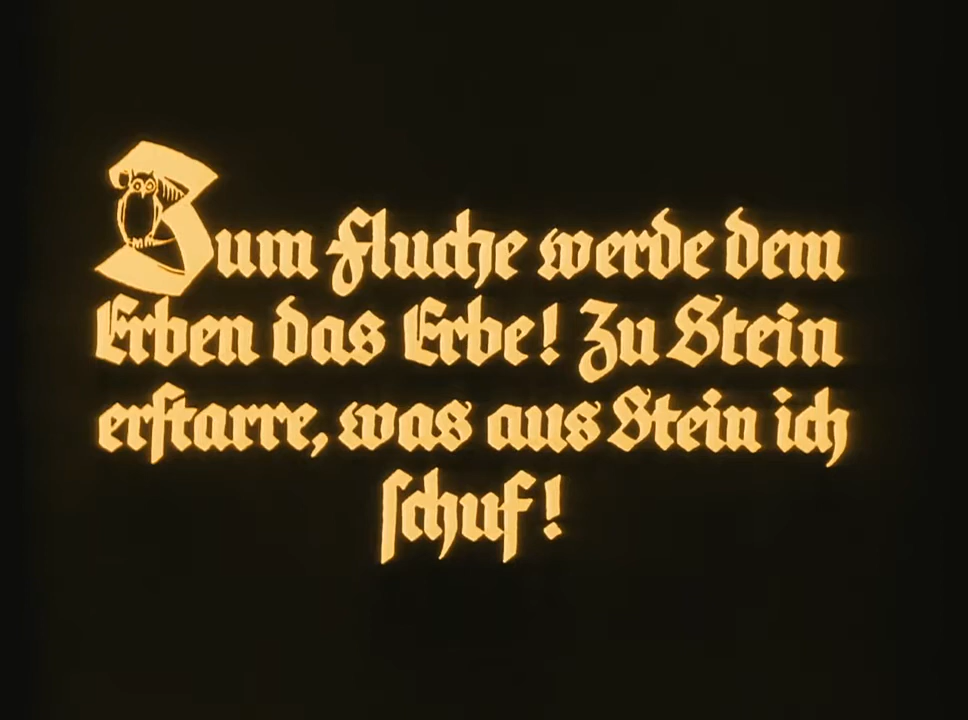 Zum Fluche werde dem
Erben das Erbe! Zu Stein
erstarre, was aus Stein ich
schuf!